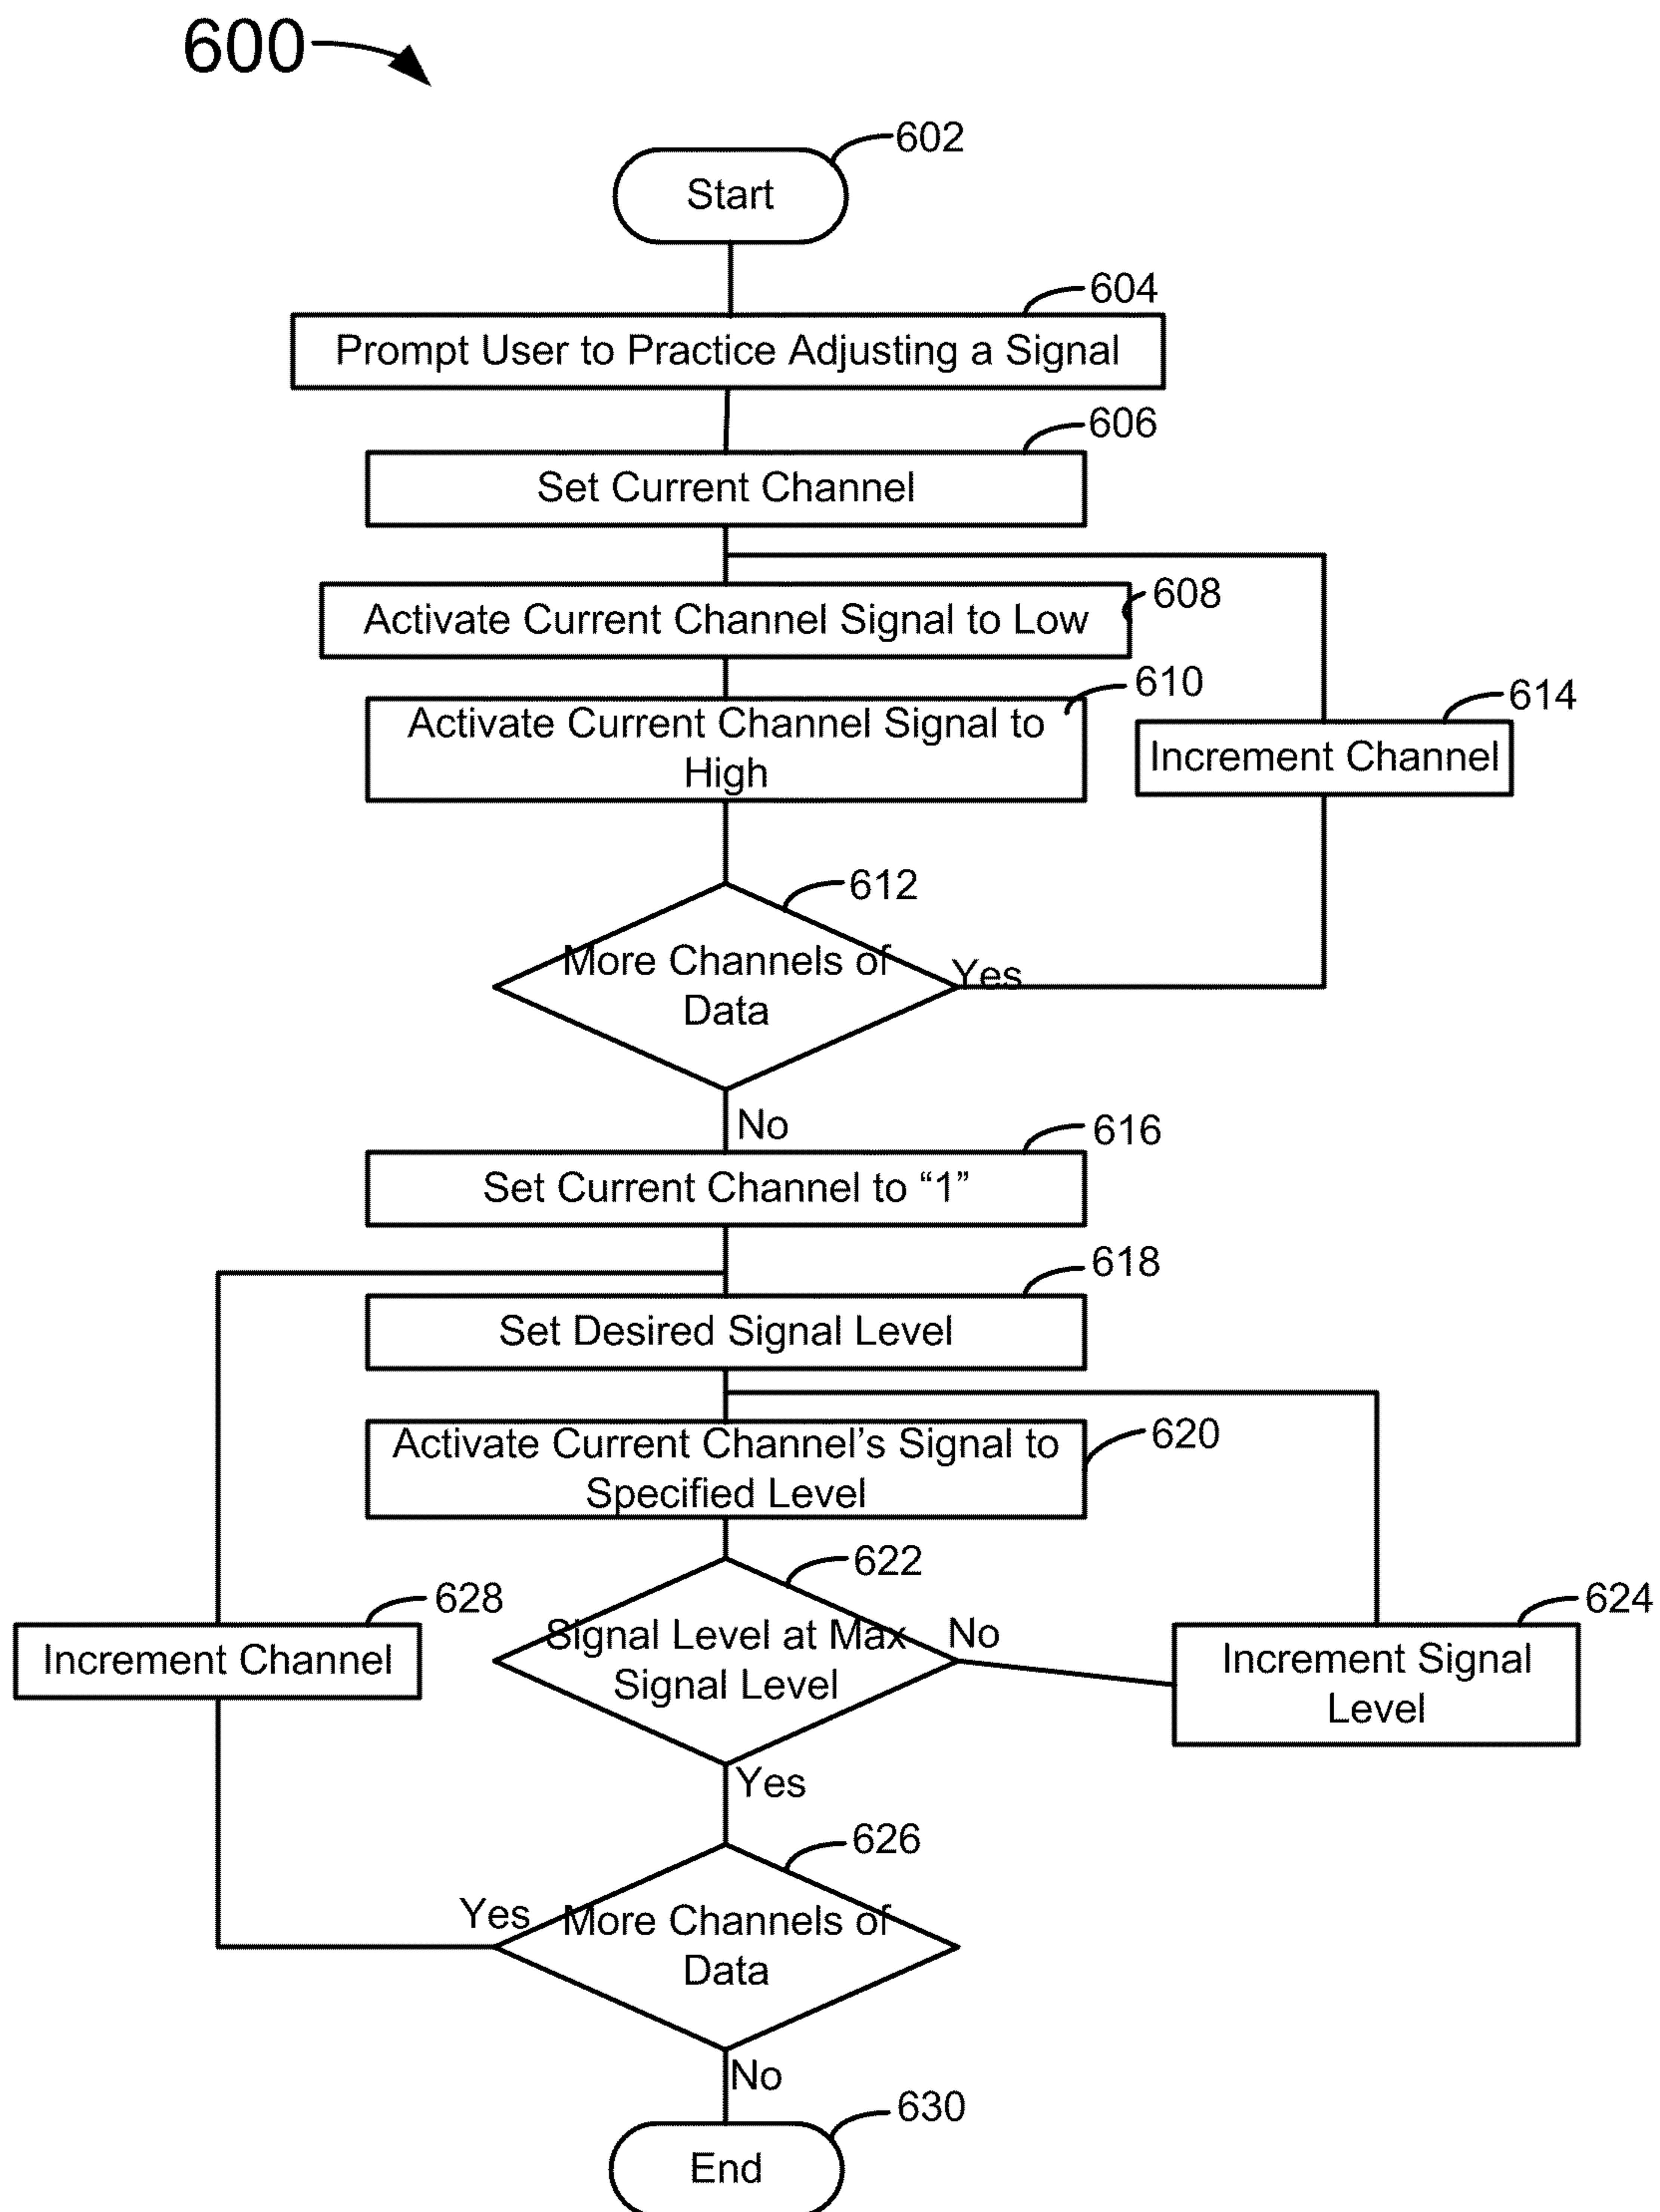 600
602
Start
604
Prompt User to Practice Adjusting a Signal
606
Set Current Channel
608
Activate Current Channel Signal to Low
610
Activate Current Channel Signal to
High
614
Increment Channel
612
More Channels of
Data
Yes
No
616
Set Current Channel to “1”
618
Set Desired Signal Level
620
Activate Current Channel’s Signal to
Specified Level
622
Signal Level at Max
Signal Level
No
624
Increment Signal
Level
628
Increment Channel
Yes
626
More Channels of
Data
Yes
No
630
End